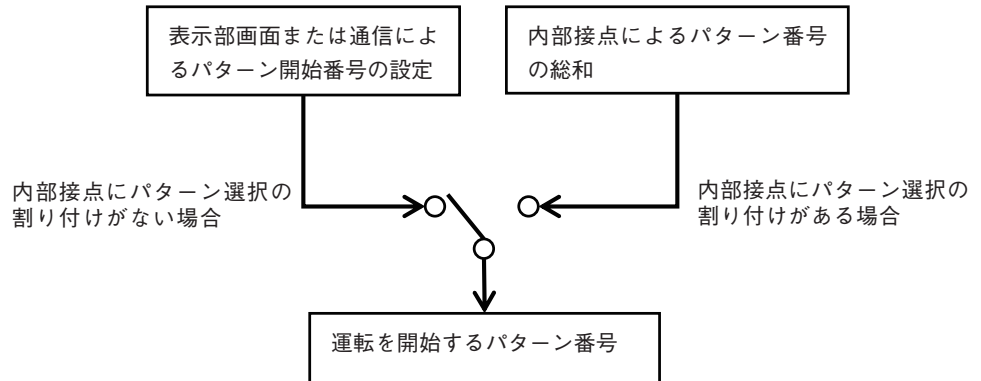 表示部画面または通信によ
るパターン開始番号の設定
内部接点によるパターン番号
の総和
内部接点にパターン選択の
割り付けがない場合
内部接点にパターン選択の
割り付けがある場合
運転を開始するパターン番号